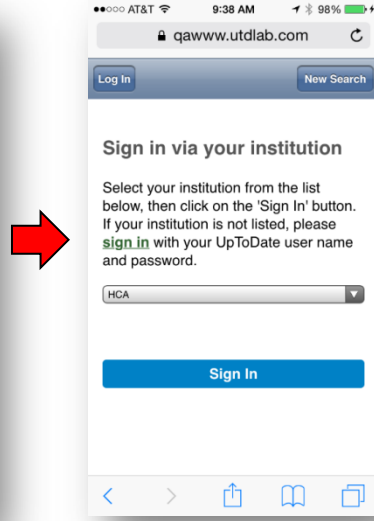 AT&T 9:38 AM 98%
qawww.utdlab.com
Log In New Search
Sign in via your institution
Select your institution from the list
below, then click on the 'Sign In' button.
If your institution is not listed, please
sign in with your UpToDate user name
and password.
HCA
Sign In